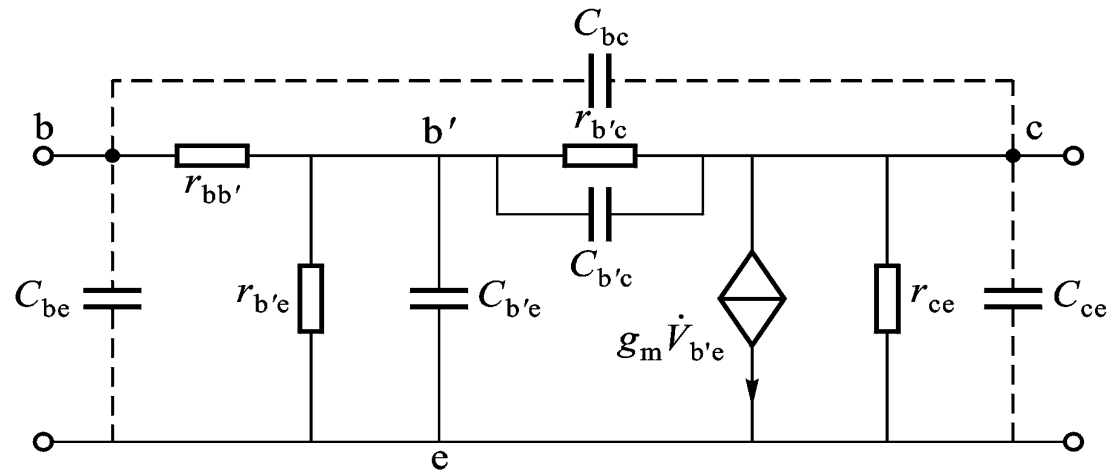 C_bc
b
b′
r_b′c
c
r_bb′
C_b′c
C_be
r_b′e
C_b′e
g_m V̇_b'e
r_ce
C_ce
e